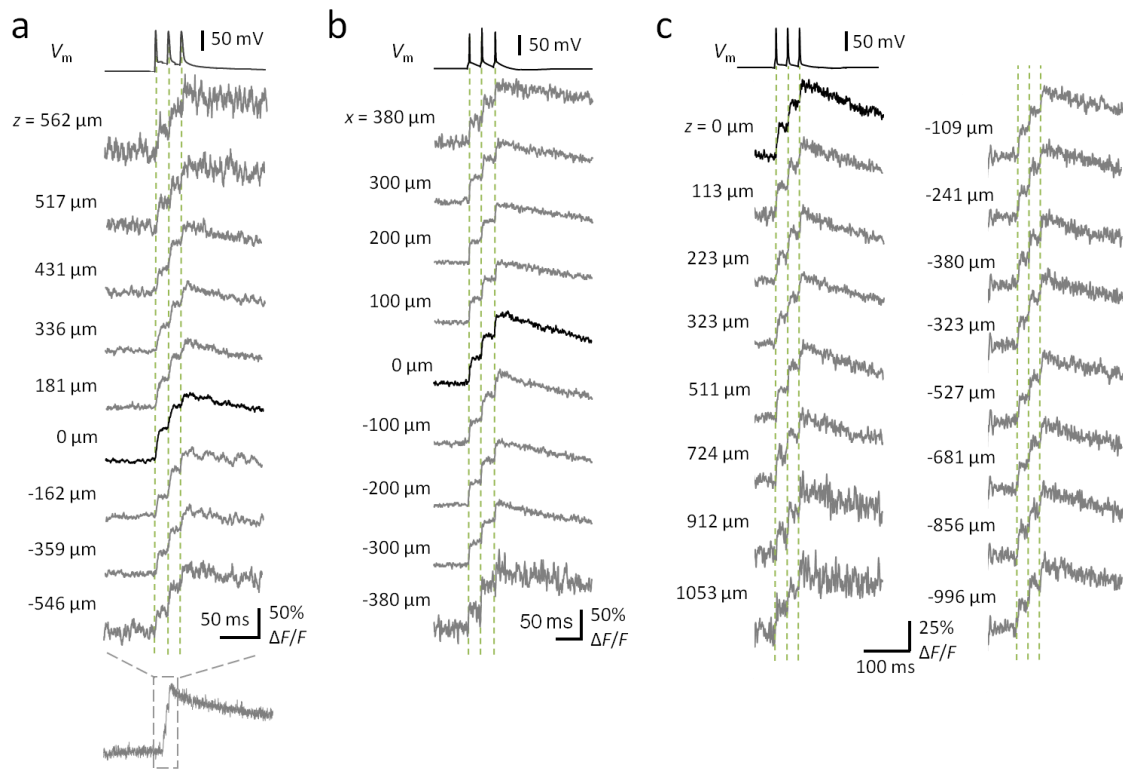 a
Vm
50 mV
z = 562 µm
517 µm
431 µm
336 µm
181 µm
0 µm
-162 µm
-359 µm
-546 µm
50 ms
50%
ΔF/F
b
Vm
50 mV
x = 380 µm
300 µm
200 µm
100 µm
0 µm
-100 µm
-200 µm
-300 µm
-380 µm
50 ms
50%
ΔF/F
c
Vm
50 mV
z = 0 µm
113 µm
223 µm
323 µm
511 µm
724 µm
912 µm
1053 µm
-109 µm
-241 µm
-380 µm
-323 µm
-527 µm
-681 µm
-856 µm
-996 µm
100 ms
25%
ΔF/F